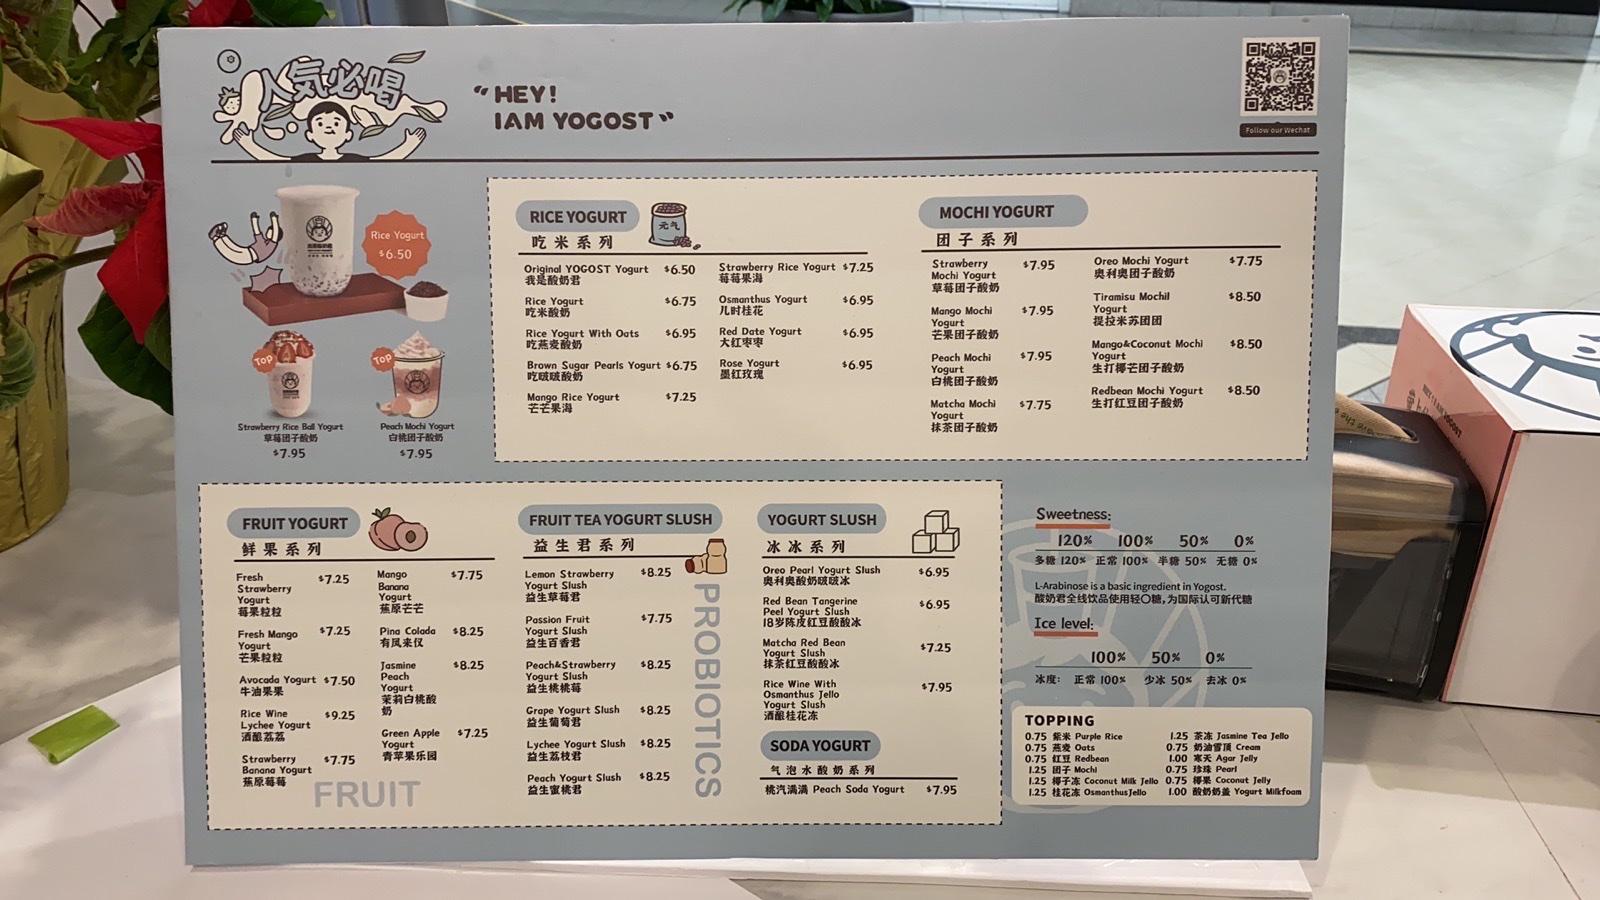 人気必喝
“HEY!
I AM YOGOST”
Follow our Wechat
Rice Yogurt
$6.50
TOP
Strawberry Rice Ball Yogurt
草莓团子酸奶
$7.95
TOP
Peach Mochi Yogurt
白桃团子酸奶
$7.95
RICE YOGURT
吃米系列
元气
Original YOGOST Yogurt $6.50
我是酸奶君
Rice Yogurt $6.75
吃米酸奶
Rice Yogurt With Oats $6.95
吃燕麦酸奶
Brown Sugar Pearls Yogurt $6.75
吃啵啵酸奶
Mango Rice Yogurt $7.25
芒芒果海
Strawberry Rice Yogurt $7.25
莓莓果海
Osmanthus Yogurt $6.95
儿时桂花
Red Date Yogurt $6.95
大红枣枣
Rose Yogurt $6.95
墨红玫瑰
MOCHI YOGURT
团子系列
Strawberry $7.95
Mochi Yogurt
草莓团子酸奶
Mango Mochi $7.95
Yogurt
芒果团子酸奶
Peach Mochi $7.95
Yogurt
白桃团子酸奶
Matcha Mochi $7.75
Yogurt
抹茶团子酸奶
Oreo Mochi Yogurt $7.75
奥利奥团子酸奶
Tiramisu Mochil $8.50
Yogurt
提拉米苏团团
Mango&Coconut Mochi $8.50
Yogurt
生打椰芒团子酸奶
Redbean Mochi Yogurt $8.50
生打红豆团子酸奶
FRUIT YOGURT
鲜果系列
Fresh $7.25
Strawberry
Yogurt
莓果粒粒
Fresh Mango $7.25
Yogurt
芒果粒粒
Avocada Yogurt $7.50
牛油果果
Rice Wine $9.25
Lychee Yogurt
酒酿荔荔
Strawberry $7.75
Banana Yogurt
蕉原莓莓
Mango $7.75
Banana
Yogurt
蕉原芒芒
Pina Colada $8.25
有凤来仪
Jasmine $8.25
Peach
Yogurt
茉莉白桃酸
奶
Green Apple $7.25
Yogurt
青苹果乐园
FRUIT
FRUIT TEA YOGURT SLUSH
益生君系列
Lemon Strawberry $8.25
Yogurt Slush
益生草莓君
Passion Fruit $7.75
Yogurt Slush
益生百香君
Peach&Strawberry $8.25
Yogurt Slush
益生桃桃莓
Grape Yogurt Slush $8.25
益生葡萄君
Lychee Yogurt Slush $8.25
益生荔枝君
Peach Yogurt Slush $8.25
益生蜜桃君
PROBIOTICS
YOGURT SLUSH
冰冰系列
Oreo Pearl Yogurt Slush $6.95
奥利奥酸奶啵啵冰
Red Bean Tangerine $6.95
Peel Yogurt Slush
18岁陈皮红豆酸酸冰
Matcha Red Bean $7.25
Yogurt Slush
抹茶红豆酸酸冰
Rice Wine With $7.95
Osmanthus Jello
Yogurt Slush
酒酿桂花冻
SODA YOGURT
气泡水酸奶系列
桃汽满满 Peach Soda Yogurt $7.95
Sweetness:
120% 100% 50% 0%
多糖 120% 正常 100% 半糖 50% 无糖 0%
L-Arabinose is a basic ingredient in Yogost.
酸奶君全线饮品使用轻〇糖,为国际认可新代糖
Ice level:
100% 50% 0%
冰度: 正常 100% 少冰 50% 去冰 0%
TOPPING
0.75 紫米 Purple Rice
0.75 燕麦 Oats
0.75 红豆 Redbean
1.25 团子 Mochi
1.25 椰子冻 Coconut Milk Jello
1.25 桂花冻 OsmanthusJello
1.25 茶冻 Jasmine Tea Jello
0.75 奶油雪顶 Cream
1.00 寒天 Agar Jelly
0.75 珍珠 Pearl
0.75 椰果 Coconut Jelly
1.00 酸奶奶盖 Yogurt Milkfoam